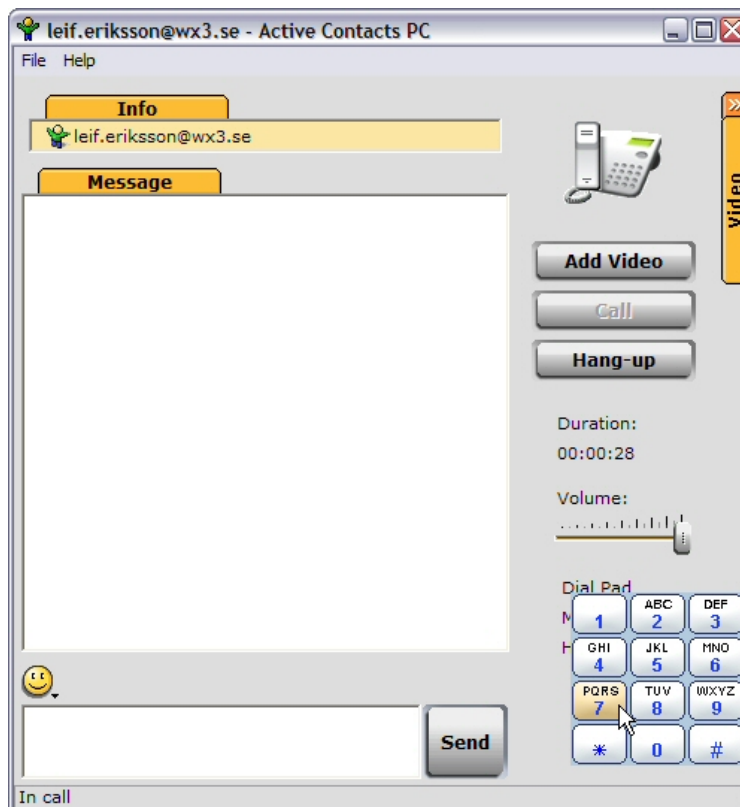 leif.eriksson@wx3.se - Active Contacts PC
File Help
Info
leif.eriksson@wx3.se
Message
Video
Add Video
Call
Hang-up
Duration:
00:00:28
Volume:
Dial Pad
1 ABC 2 DEF 3
GHI 4 JKL 5 MNO 6
PQRS 7 TUV 8 WXYZ 9
* 0 #
Send
In call